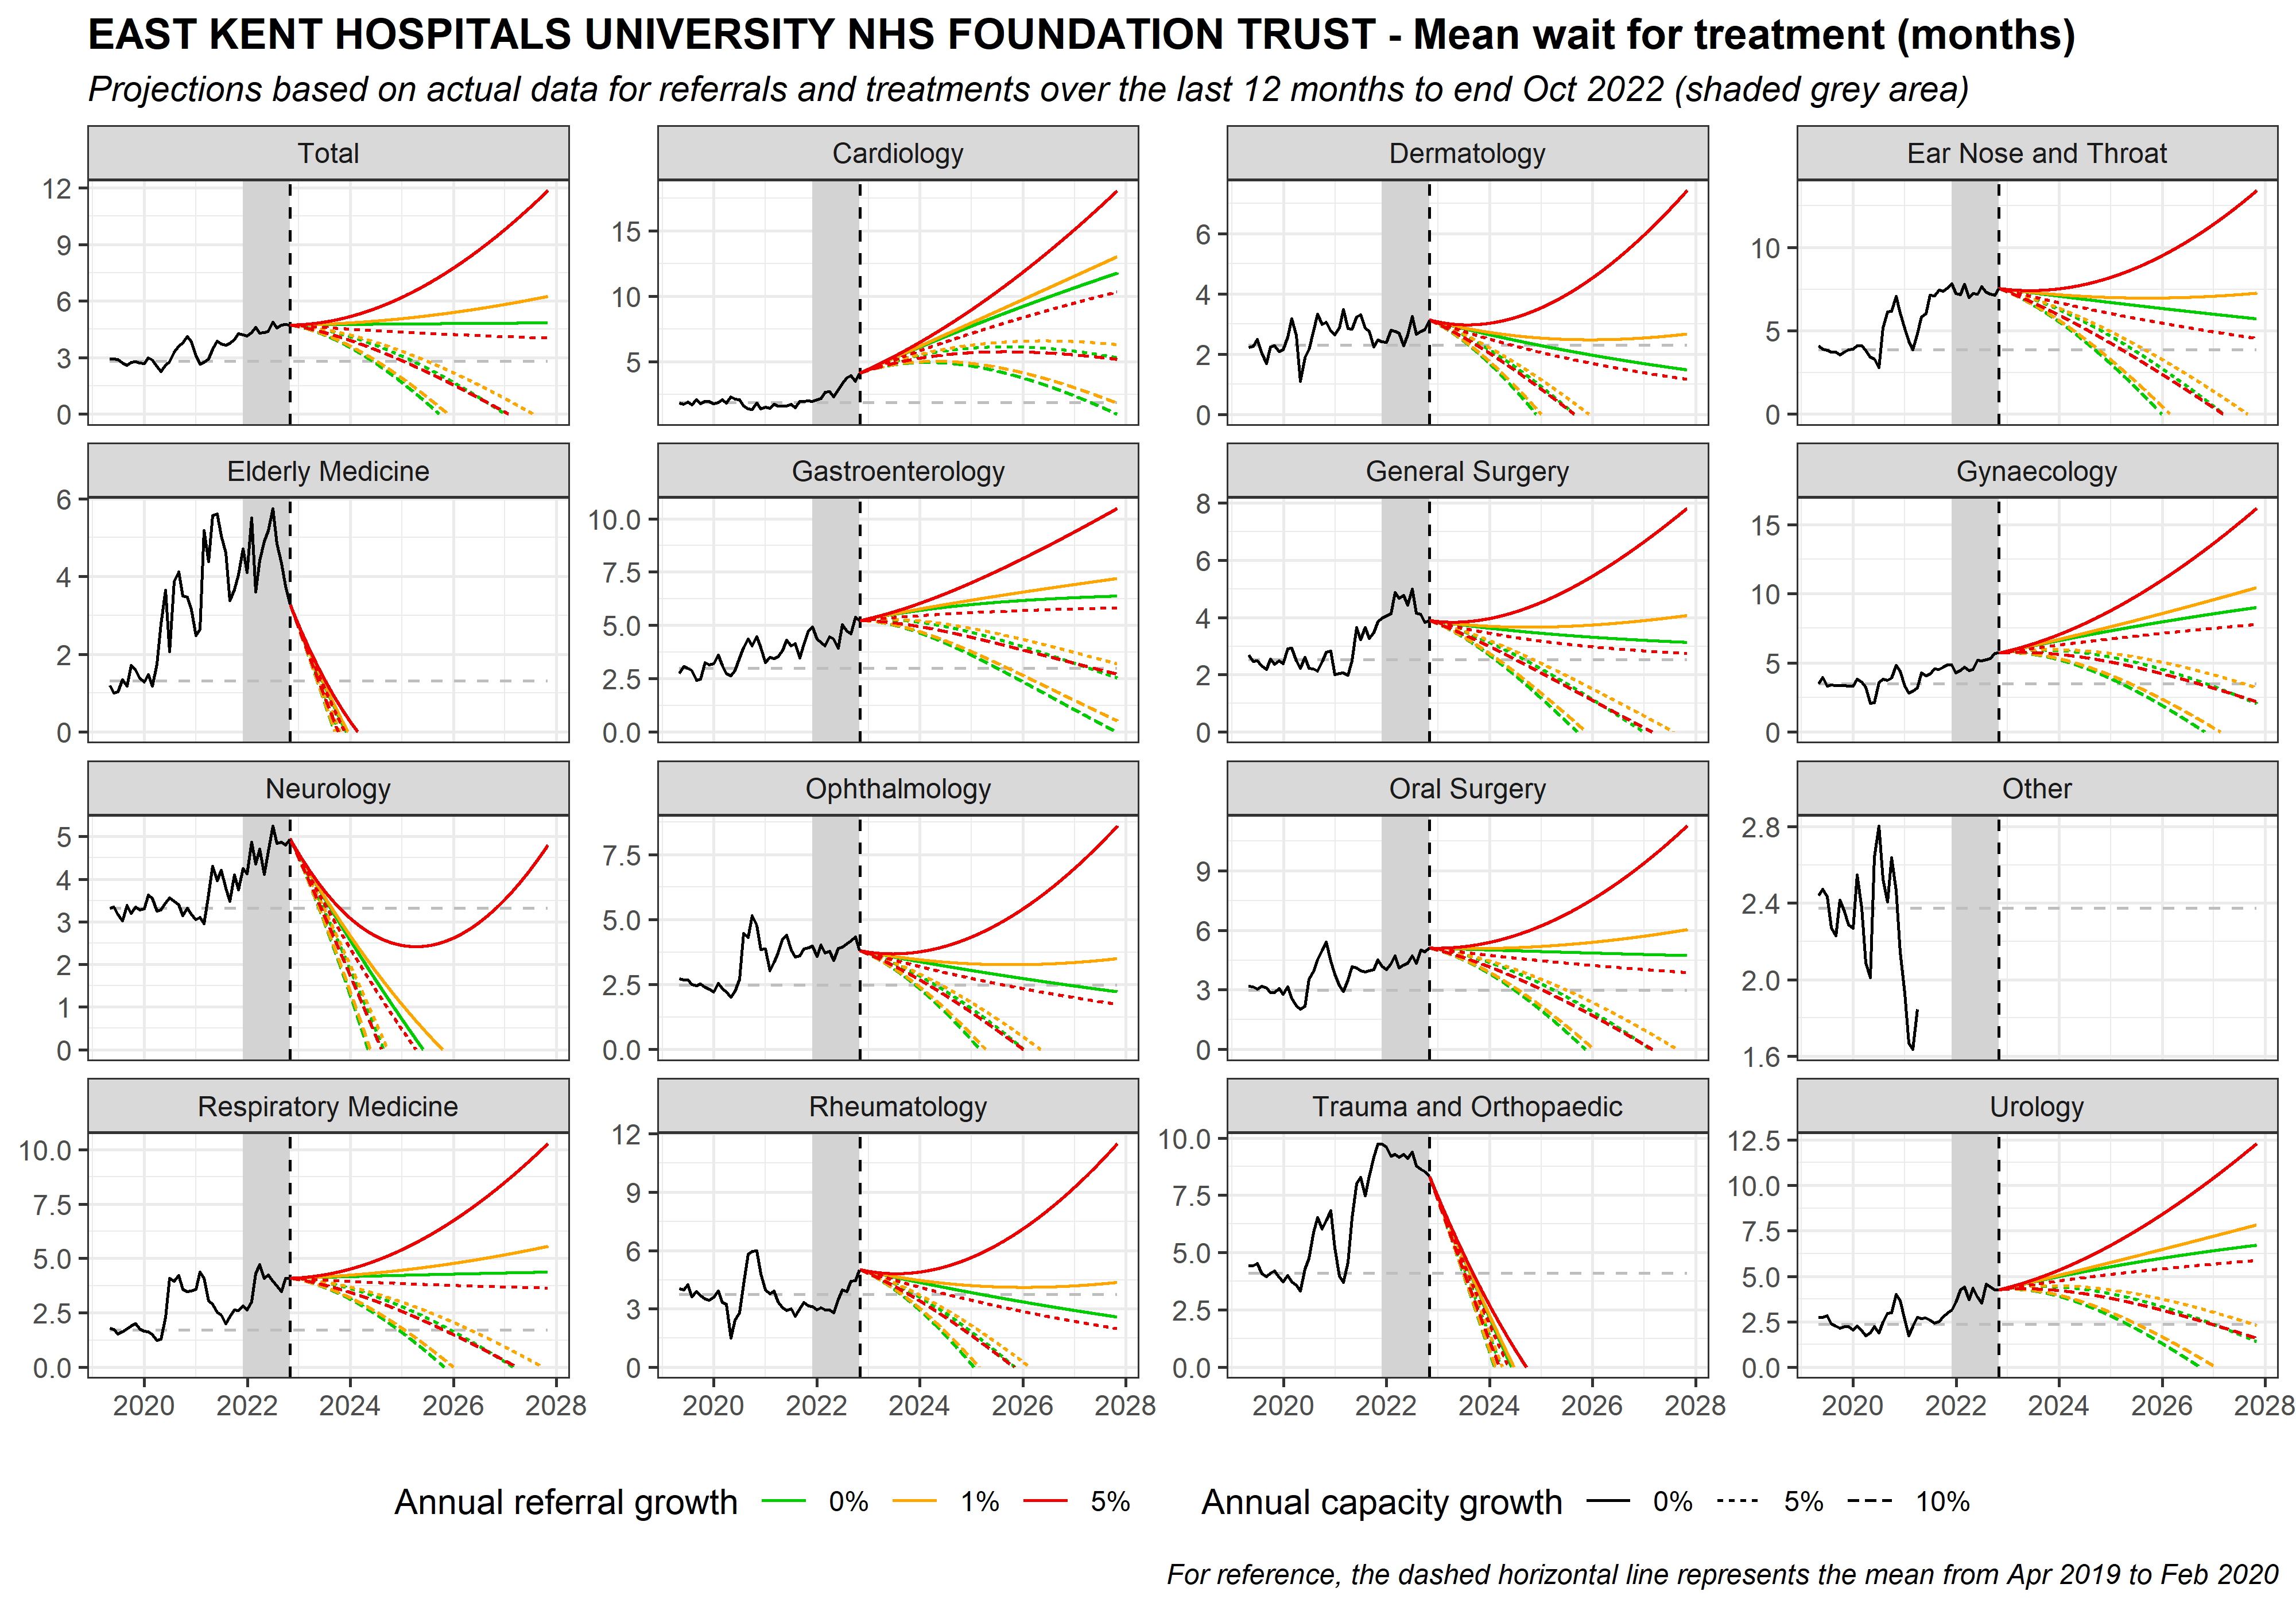 EAST KENT HOSPITALS UNIVERSITY NHS FOUNDATION TRUST - Mean wait for treatment (months)
Projections based on actual data for referrals and treatments over the last 12 months to end Oct 2022 (shaded grey area)
Total
Cardiology
Dermatology
Ear Nose and Throat
12
9
6
3
0
15
10
5
6
4
2
0
10
5
0
Elderly Medicine
Gastroenterology
General Surgery
Gynaecology
6
4
2
0
10.0
7.5
5.0
2.5
0.0
8
6
4
2
0
15
10
5
0
Neurology
Ophthalmology
Oral Surgery
Other
5
4
3
2
1
0
7.5
5.0
2.5
0.0
9
6
3
0
2.8
2.4
2.0
1.6
Respiratory Medicine
Rheumatology
Trauma and Orthopaedic
Urology
10.0
7.5
5.0
2.5
0.0
12
9
6
3
0
10.0
7.5
5.0
2.5
0.0
12.5
10.0
7.5
5.0
2.5
0.0
2020 2022 2024 2026 2028
2020 2022 2024 2026 2028
2020 2022 2024 2026 2028
2020 2022 2024 2026 2028
Annual referral growth 0% 1% 5%
Annual capacity growth 0% 5% 10%
For reference, the dashed horizontal line represents the mean from Apr 2019 to Feb 2020